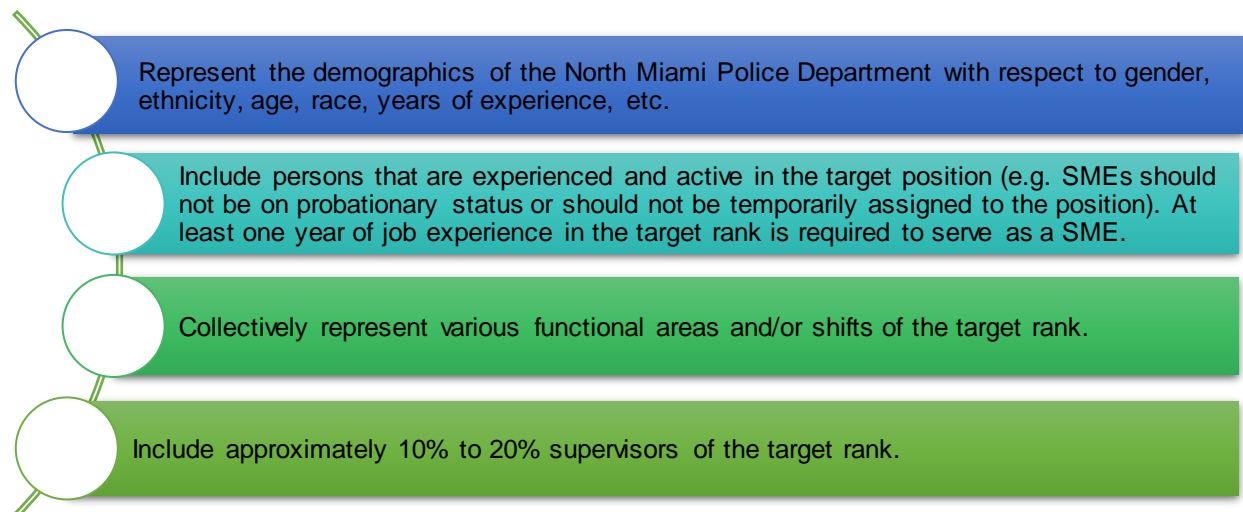 Represent the demographics of the North Miami Police Department with respect to gender,
ethnicity, age, race, years of experience, etc.
Include persons that are experienced and active in the target position (e.g. SMEs should
not be on probationary status or should not be temporarily assigned to the position). At
least one year of job experience in the target rank is required to serve as a SME.
Collectively represent various functional areas and/or shifts of the target rank.
Include approximately 10% to 20% supervisors of the target rank.